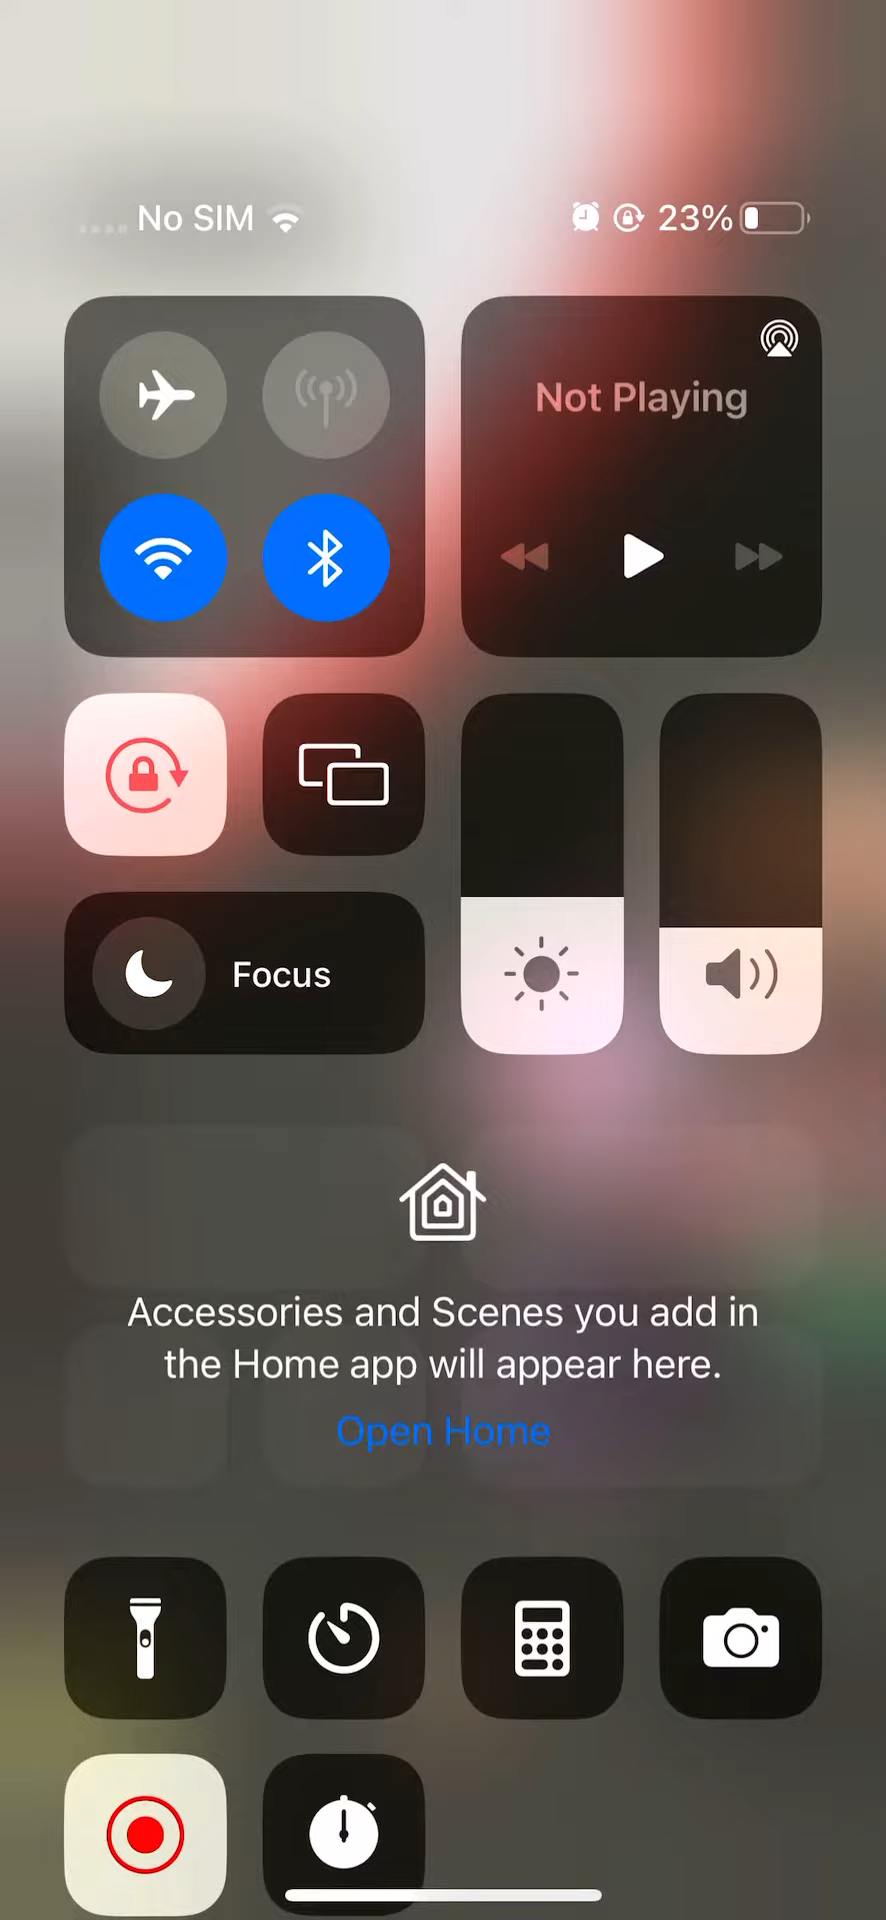 No SIM
23%
Not Playing
Focus
Accessories and Scenes you add in
the Home app will appear here.
Open Home